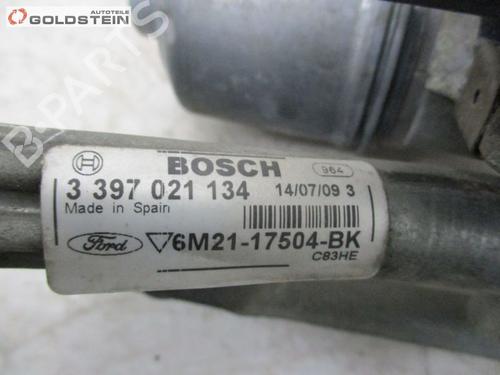 AUTOTEILE
GOLDSTEIN
BOSCH
964
3 397 021 134
14/07/09 3
Made in Spain
Ford
6M21-17504-BK
C83HE